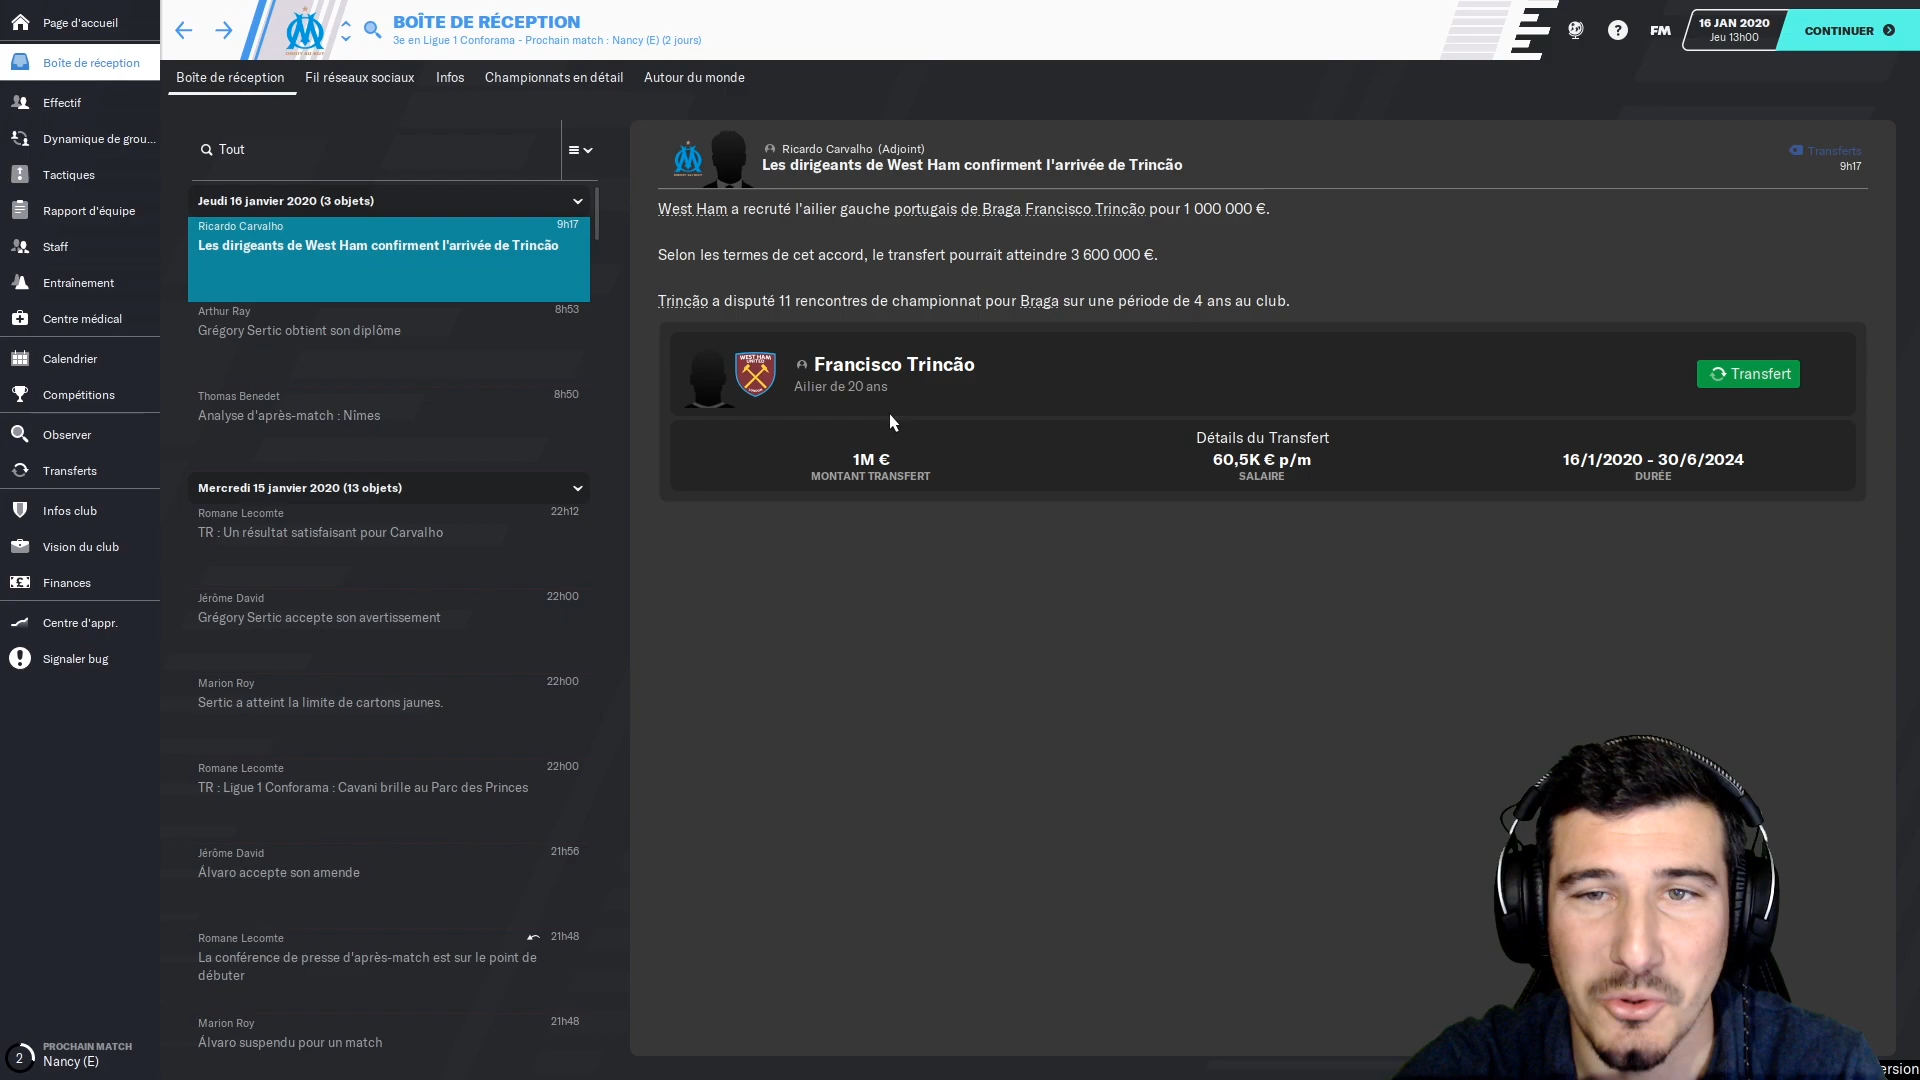 Page d'accueil
Boîte de réception
Effectif
Dynamique de grou...
Tactiques
Rapport d'équipe
Staff
Entraînement
Centre médical
Calendrier
Compétitions
Observer
Transferts
Infos club
Vision du club
Finances
Centre d'appr.
Signaler bug
2
PROCHAIN MATCH
Nancy (E)
BOÎTE DE RÉCEPTION
3e en Ligue 1 Conforama - Prochain match : Nancy (E) (2 jours)
?
FM
16 JAN 2020
Jeu 13h00
CONTINUER
Boîte de réception
Fil réseaux sociaux
Infos
Championnats en détail
Autour du monde
Tout
Jeudi 16 janvier 2020 (3 objets)
Ricardo Carvalho 9h17
Les dirigeants de West Ham confirment l'arrivée de Trincão
Arthur Ray 8h53
Grégory Sertic obtient son diplôme
Thomas Benedet 8h50
Analyse d'après-match : Nîmes
Mercredi 15 janvier 2020 (13 objets)
Romane Lecomte 22h12
TR : Un résultat satisfaisant pour Carvalho
Jérôme David 22h00
Grégory Sertic accepte son avertissement
Marion Roy 22h00
Sertic a atteint la limite de cartons jaunes.
Romane Lecomte 22h00
TR : Ligue 1 Conforama : Cavani brille au Parc des Princes
Jérôme David 21h56
Álvaro accepte son amende
Romane Lecomte 21h48
La conférence de presse d'après-match est sur le point de
débuter
Marion Roy 21h48
Álvaro suspendu pour un match
Ricardo Carvalho (Adjoint)
Les dirigeants de West Ham confirment l'arrivée de Trincão
Transferts
9h17
West Ham a recruté l'ailier gauche portugais de Braga Francisco Trincão pour 1 000 000 €.
Selon les termes de cet accord, le transfert pourrait atteindre 3 600 000 €.
Trincão a disputé 11 rencontres de championnat pour Braga sur une période de 4 ans au club.
WEST HAM
UNITED
LONDON
Francisco Trincão
Ailier de 20 ans
Transfert
Détails du Transfert
1M €
MONTANT TRANSFERT
60,5K € p/m
SALAIRE
16/1/2020 - 30/6/2024
DURÉE
ersion